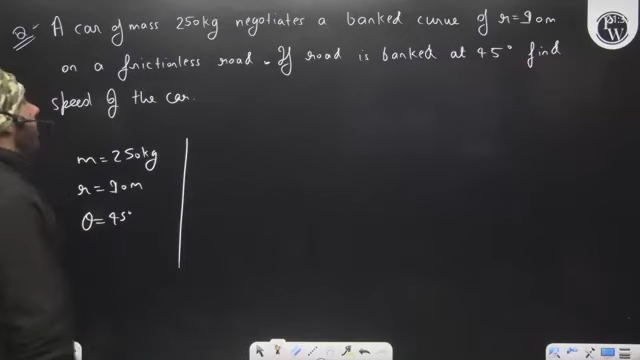 Q:- A car of mass 250kg negotiates a banked curve of r=90m
on a frictionless road. If road is banked at 45° find
speed of the car.
m = 250kg
r = 90m
θ = 45°
PW